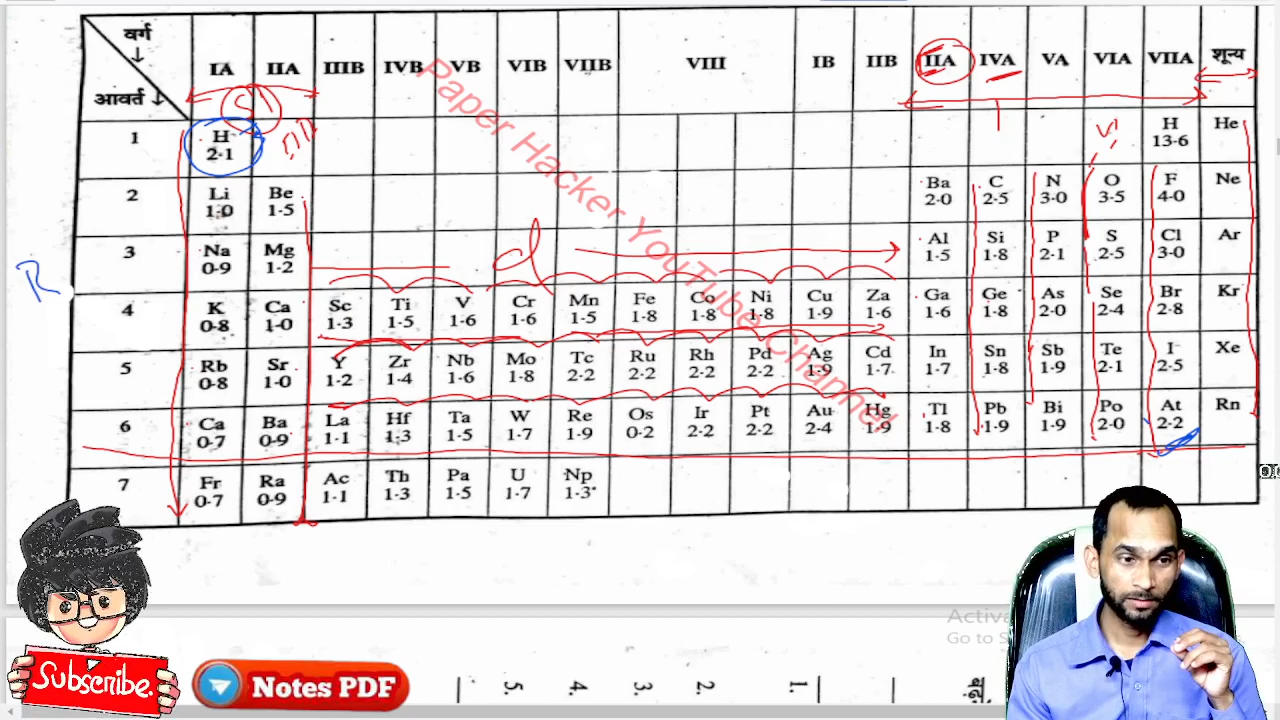 वर्ग
↓
आवर्त ↓
IA IIA IIIB IVB VB VIB VIIB VIII IB IIB IIA IVA VA VIA VIIA शून्य
S
1 H H He
2·1 13·6
2 Li Be Ba C N O F Ne
1·0 1·5 2·0 2·5 3·0 3·5 4·0
3 Na Mg Al Si P S Cl Ar
0·9 1·2 1·5 1·8 2·1 2·5 3·0
d
R
4 K Ca Sc Ti V Cr Mn Fe Co Ni Cu Za Ga Ge As Se Br Kr
0·8 1·0 1·3 1·5 1·6 1·6 1·5 1·8 1·8 1·8 1·9 1·6 1·6 1·8 2·0 2·4 2·8
5 Rb Sr Y Zr Nb Mo Tc Ru Rh Pd Ag Cd In Sn Sb Te I Xe
0·8 1·0 1·2 1·4 1·6 1·8 2·2 2·2 2·2 2·2 1·9 1·7 1·7 1·8 1·9 2·1 2·5
6 Ca Ba La Hf Ta W Re Os Ir Pt Au Hg Tl Pb Bi Po At Rn
0·7 0·9 1·1 1·3 1·5 1·7 1·9 0·2 2·2 2·2 2·4 1·9 1·8 1·9 1·9 2·0 2·2
7 Fr Ra Ac Th Pa U Np
0·7 0·9 1·1 1·3 1·5 1·7 1·3
Paper Hacker YouTube Channel
Activa
Go to S
Subscribe.
Notes PDF
5. 4. 3. 2. 1.